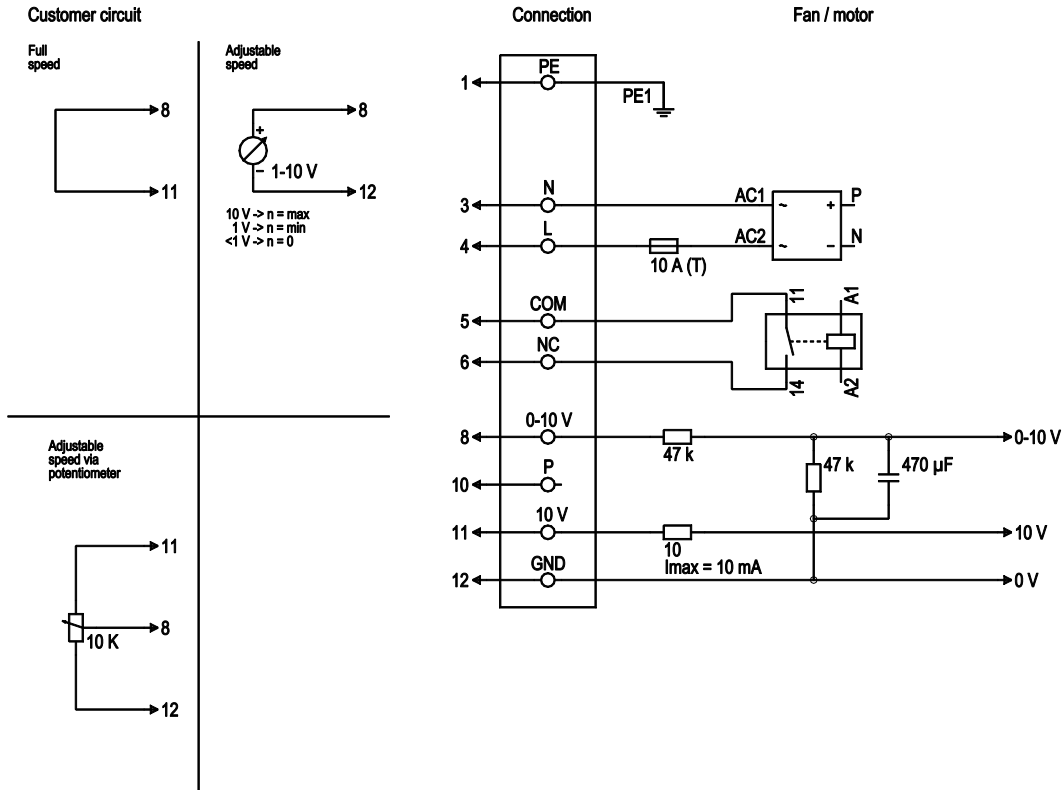 Customer circuit
Connection
Fan / motor
Full
speed
8
11
Adjustable
speed
8
+
– 1-10 V
12
10 V -> n = max
1 V -> n = min
<1 V -> n = 0
Adjustable
speed via
potentiometer
11
8
10 K
12
1
PE
PE1
3
N
AC1
~
+
P
4
L
10 A (T)
AC2
~
–
N
5
COM
11
A1
6
NC
14
A2
8
0-10 V
47 k
47 k
470 µF
0-10 V
10
P
11
10 V
10
Imax = 10 mA
10 V
12
GND
0 V